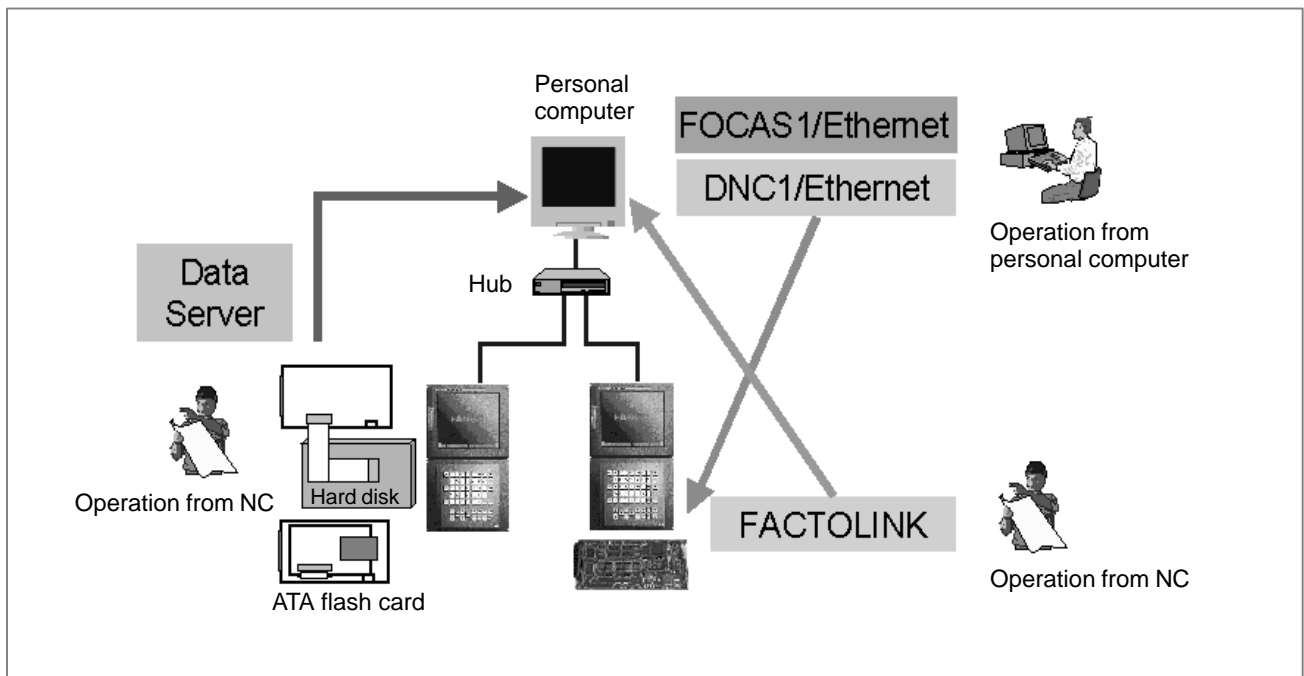 Personal
computer
FOCAS1/Ethernet
DNC1/Ethernet
Operation from
personal computer
Data
Server
Hub
Operation from NC
Hard disk
ATA flash card
FACTOLINK
Operation from NC